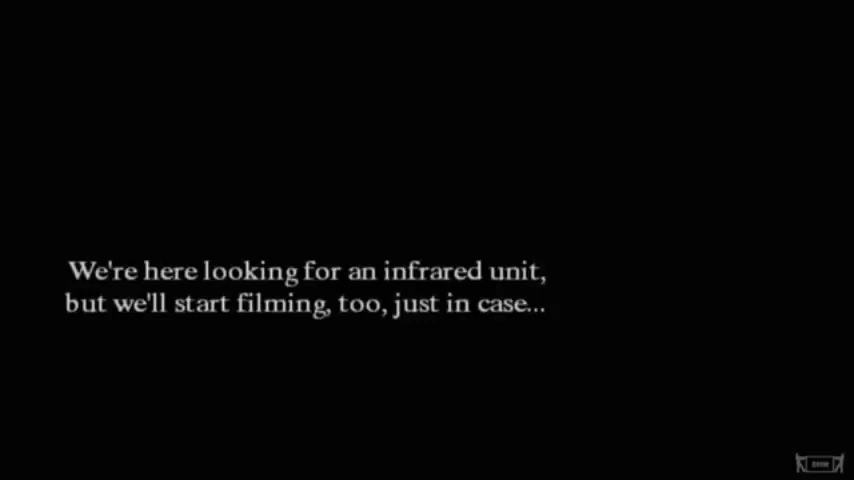 We're here looking for an infrared unit,
but we'll start filming, too, just in case...